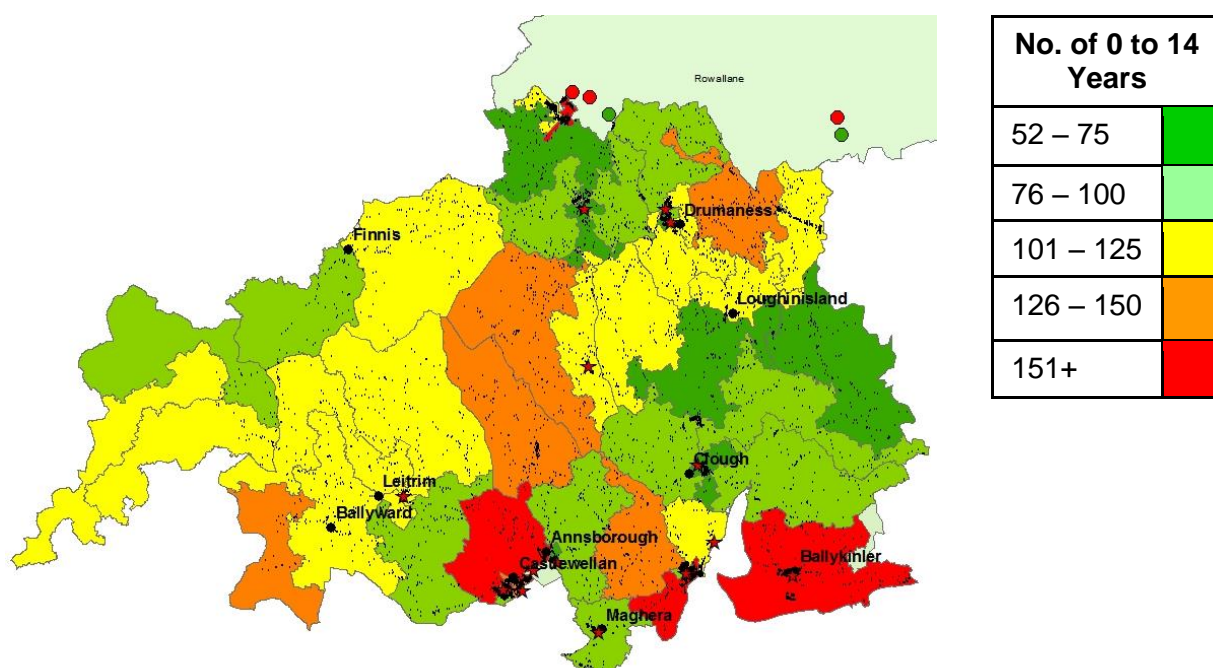 Rowallane
Drumaness
Finnis
Loughinisland
Clough
Leitrim
Ballyward
Annsborough
Castlewellan
Ballykinler
Maghera
No. of 0 to 14
Years
52 – 75
76 – 100
101 – 125
126 – 150
151+